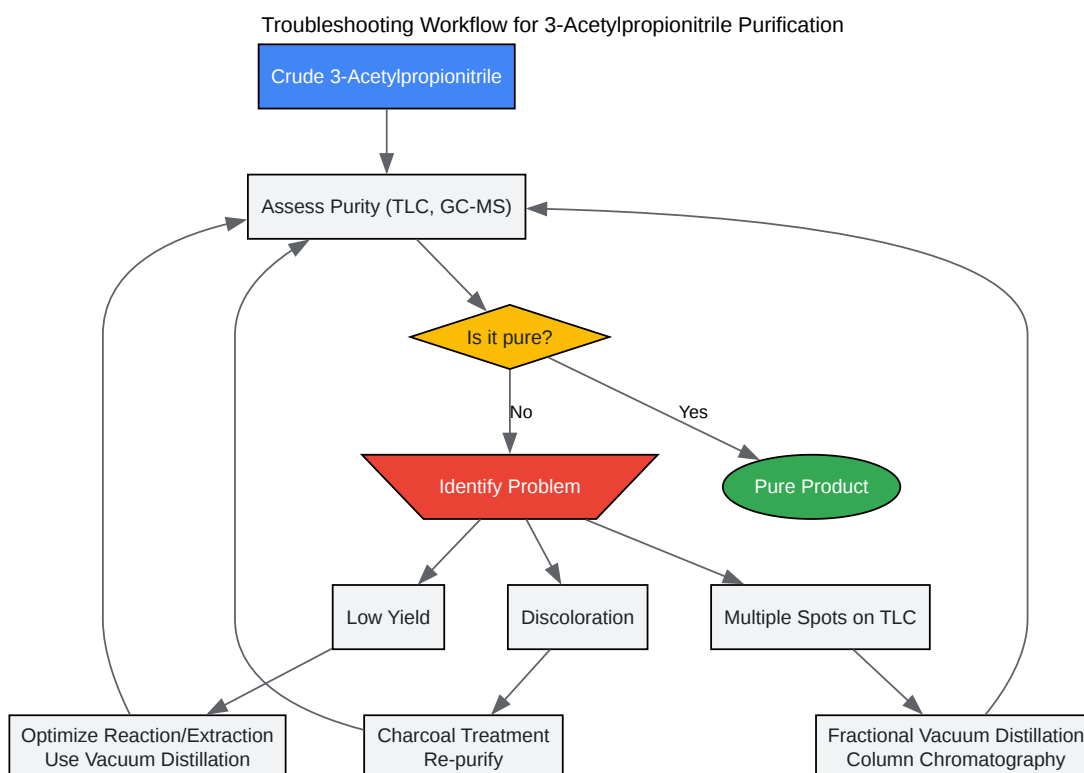 Troubleshooting Workflow for 3-Acetylpropionitrile Purification
Crude 3-Acetylpropionitrile
Assess Purity (TLC, GC-MS)
Is it pure?
No
Yes
Identify Problem
Pure Product
Low Yield
Discoloration
Multiple Spots on TLC
Optimize Reaction/Extraction
Use Vacuum Distillation
Charcoal Treatment
Re-purify
Fractional Vacuum Distillation
Column Chromatography